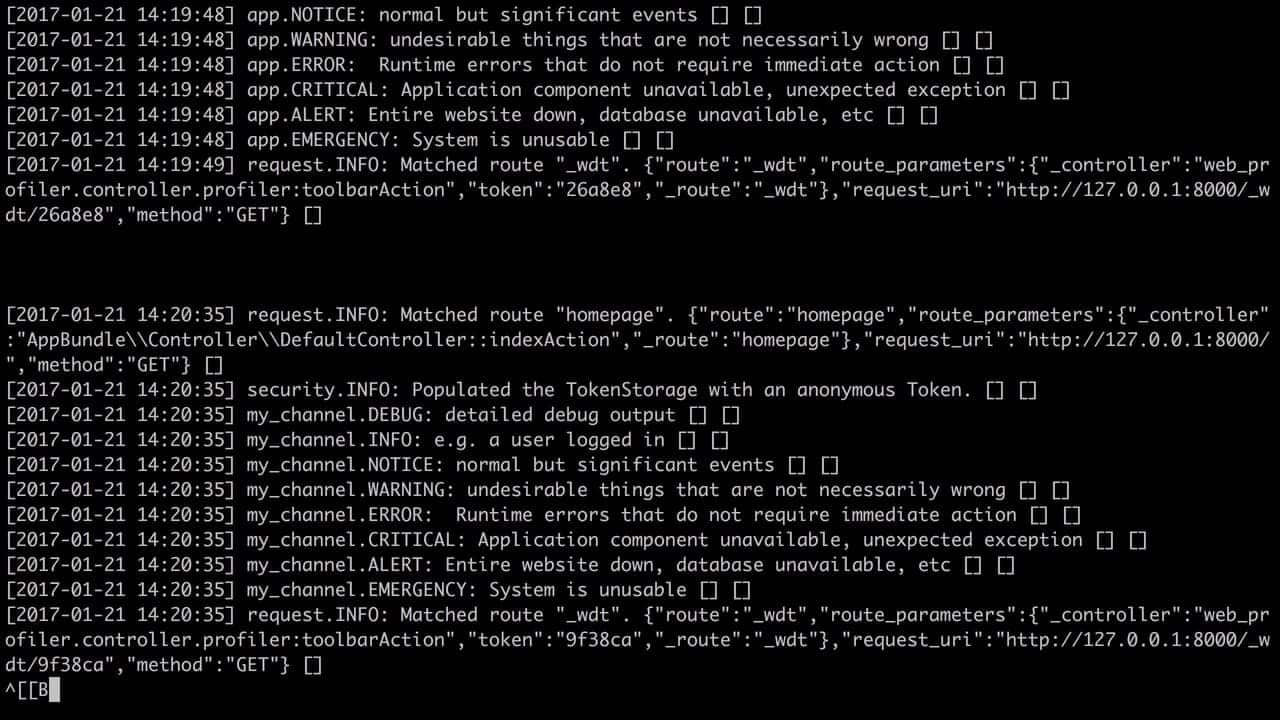 [2017-01-21 14:19:48] app.NOTICE: normal but significant events [] []
[2017-01-21 14:19:48] app.WARNING: undesirable things that are not necessarily wrong [] []
[2017-01-21 14:19:48] app.ERROR:  Runtime errors that do not require immediate action [] []
[2017-01-21 14:19:48] app.CRITICAL: Application component unavailable, unexpected exception [] []
[2017-01-21 14:19:48] app.ALERT: Entire website down, database unavailable, etc [] []
[2017-01-21 14:19:48] app.EMERGENCY: System is unusable [] []
[2017-01-21 14:19:49] request.INFO: Matched route "_wdt". {"route":"_wdt","route_parameters":{"_controller":"web_pr
ofiler.controller.profiler:toolbarAction","token":"26a8e8","_route":"_wdt"},"request_uri":"http://127.0.0.1:8000/_w
dt/26a8e8","method":"GET"} []
[2017-01-21 14:20:35] request.INFO: Matched route "homepage". {"route":"homepage","route_parameters":{"_controller"
:"AppBundle\\Controller\\DefaultController::indexAction","_route":"homepage"},"request_uri":"http://127.0.0.1:8000/
","method":"GET"} []
[2017-01-21 14:20:35] security.INFO: Populated the TokenStorage with an anonymous Token. [] []
[2017-01-21 14:20:35] my_channel.DEBUG: detailed debug output [] []
[2017-01-21 14:20:35] my_channel.INFO: e.g. a user logged in [] []
[2017-01-21 14:20:35] my_channel.NOTICE: normal but significant events [] []
[2017-01-21 14:20:35] my_channel.WARNING: undesirable things that are not necessarily wrong [] []
[2017-01-21 14:20:35] my_channel.ERROR:  Runtime errors that do not require immediate action [] []
[2017-01-21 14:20:35] my_channel.CRITICAL: Application component unavailable, unexpected exception [] []
[2017-01-21 14:20:35] my_channel.ALERT: Entire website down, database unavailable, etc [] []
[2017-01-21 14:20:35] my_channel.EMERGENCY: System is unusable [] []
[2017-01-21 14:20:35] request.INFO: Matched route "_wdt". {"route":"_wdt","route_parameters":{"_controller":"web_pr
ofiler.controller.profiler:toolbarAction","token":"9f38ca","_route":"_wdt"},"request_uri":"http://127.0.0.1:8000/_w
dt/9f38ca","method":"GET"} []
^[[B